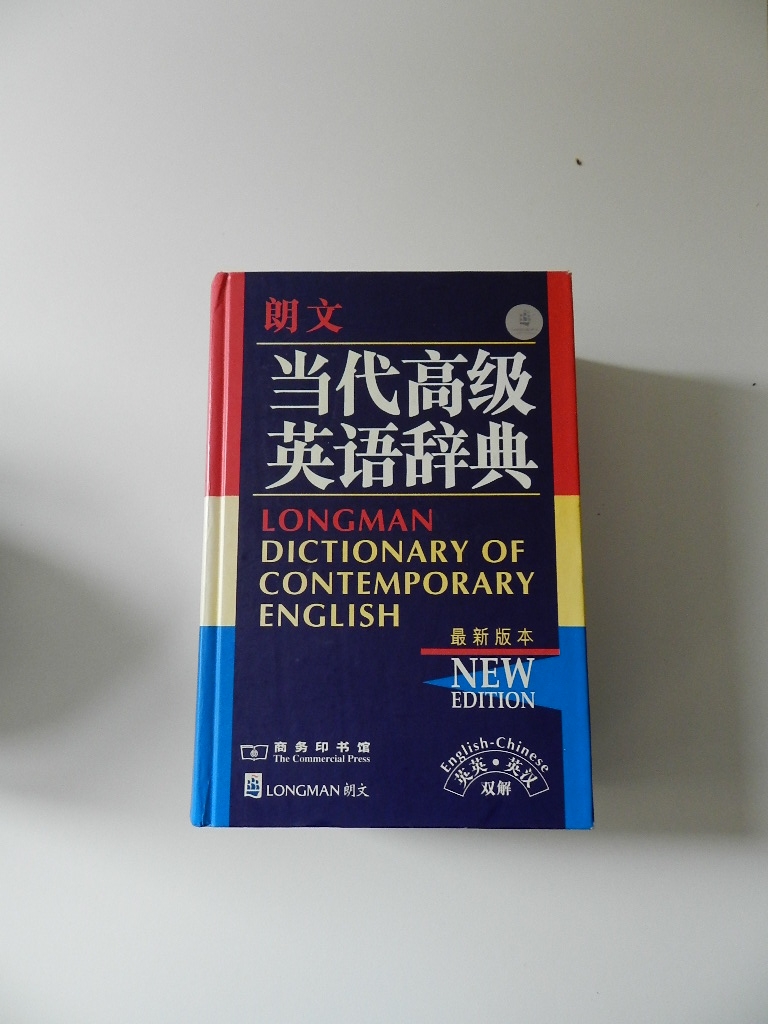 朗文
当代高级
英语辞典
LONGMAN
DICTIONARY OF
CONTEMPORARY
ENGLISH
最新版本
NEW
EDITION
商务印书馆
The Commercial Press
LONGMAN 朗文
English-Chinese
英英·英汉
双解